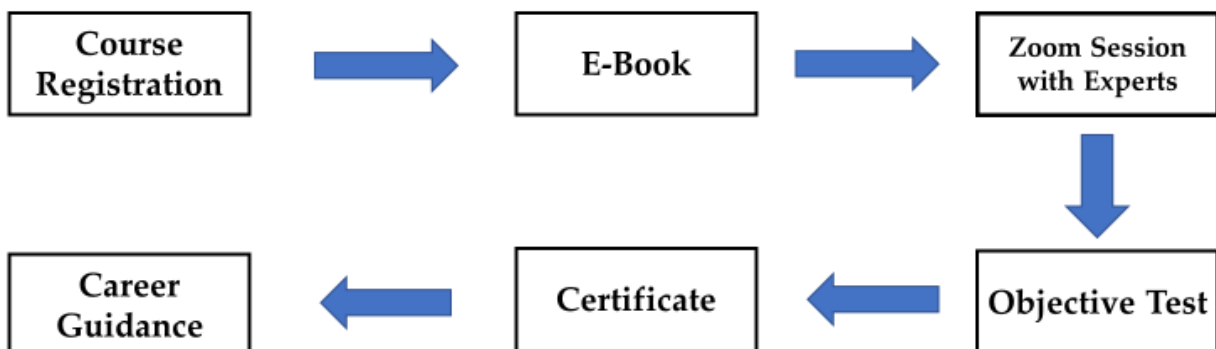 Course
Registration
E-Book
Zoom Session
with Experts
Objective Test
Certificate
Career
Guidance